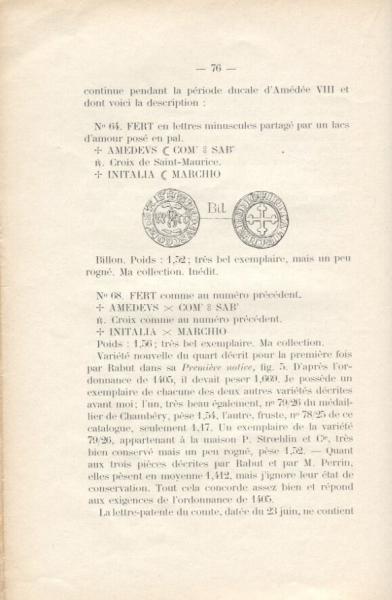 — 76 —
continue pendant la période ducale d'Amédée VIII et
dont voici la description :
Nº 64. FERT en lettres minuscules partagé par un lacs
d'amour posé en pal.
✢ AMEDEVS ☾ COM' SAB'
Ꞧ. Croix de Saint-Maurice.
✢ INITALIA ☾ MARCHIO
Bil.
Billon. Poids : 1,52; très bel exemplaire, mais un peu
rogné. Ma collection. Inédit.
Nº 68. FERT comme au numéro précédent.
✢ AMEDEVS ⵋ COM' SAB'
Ꞧ. Croix comme au numéro précédent.
✢ INITALIA ⵋ MARCHIO
Poids : 1,56; très bel exemplaire. Ma collection.
Variété nouvelle du quart décrit pour la première fois
par Rabut dans sa Première notice, fig. 5. D'après l'or-
donnance de 1405, il devait peser 1,669. Je possède un
exemplaire de chacune des deux autres variétés décrites
avant moi; l'un, très beau également, nº 79/26 du médail-
lier de Chambéry, pèse 1,54, l'autre, fruste, nº 78/25 de ce
catalogue, seulement 1,17. Un exemplaire de la variété
79/26, appartenant à la maison P. Strœhlin et Cie, très
bien conservé mais un peu rogné, pèse 1,52. — Quant
aux trois pièces décrites par Rabut et par M. Perrin,
elles pèsent en moyenne 1,412, mais j'ignore leur état de
conservation. Tout cela concorde assez bien et répond
aux exigences de l'ordonnance de 1405.
La lettre-patente du comte, datée du 23 juin, ne contient